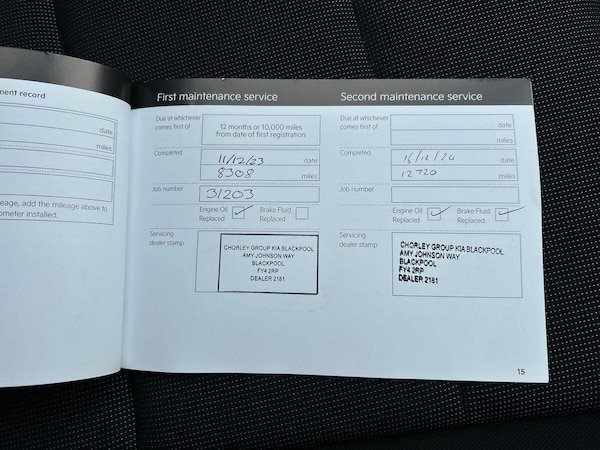 nent record
date
miles
eage, add the mileage above to
ometer installed.
First maintenance service
Due at whichever
comes first of
12 months or 10,000 miles
from date of first registration
Completed
11/12/23 date
8308 miles
Job number
31203
Engine Oil
Replaced
Brake Fluid
Replaced
Servicing
dealer stamp
CHORLEY GROUP KIA BLACKPOOL
AMY JOHNSON WAY
BLACKPOOL
FY4 2RP
DEALER 2181
Second maintenance service
Due at whichever
comes first of
date
miles
Completed
date
12720 miles
Job number
Engine Oil
Replaced
Brake Fluid
Replaced
Servicing
dealer stamp
CHORLEY GROUP KIA BLACKPOOL
AMY JOHNSON WAY
BLACKPOOL
FY4 2RP
DEALER 2181
15